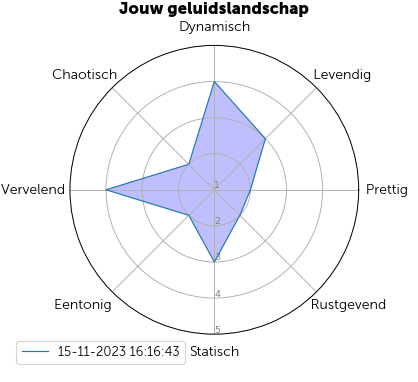 Jouw geluidslandschap
Dynamisch
Chaotisch
Levendig
Vervelend
1
Prettig
2
3
4
Eentonig
Rustgevend
5
15-11-2023 16:16:43
Statisch